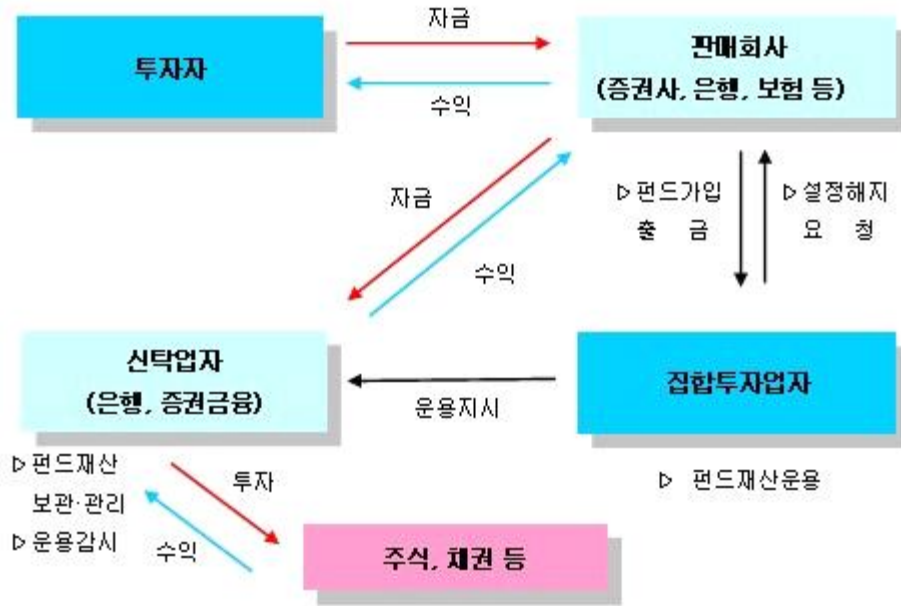 자금
투자자
판매회사
(증권사, 은행, 보험 등)
수익
자금
▷펀드가입
출 금
▷설정해지
요 청
수익
신탁업자
(은행, 증권금융)
집합투자업자
운용지시
▷펀드재산
보관·관리
▷운용감시
투자
수익
▷ 펀드재산운용
주식, 채권 등